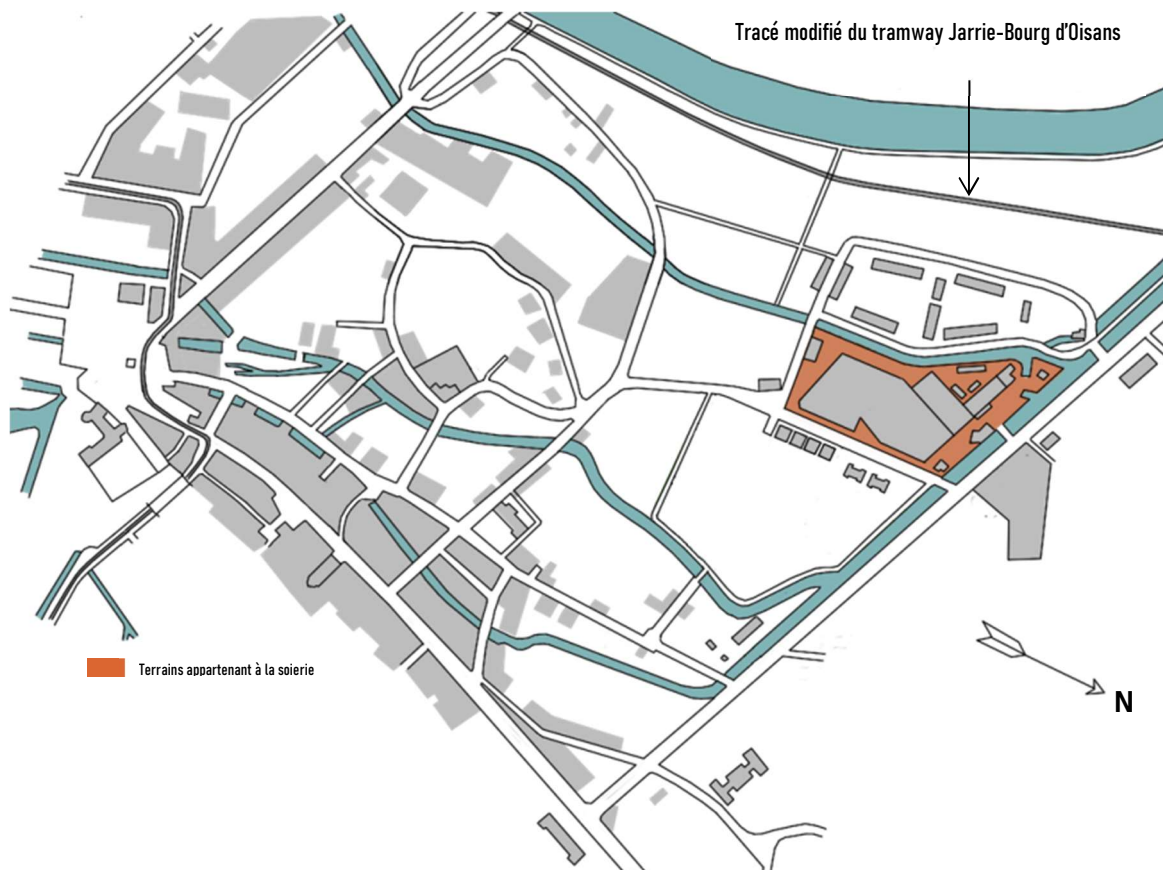 Tracé modifié du tramway Jarrie-Bourg d'Oisans
Terrains appartenant à la soierie
N